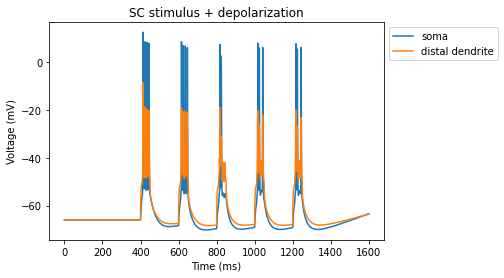 SC stimulus + depolarization
soma
distal dendrite
Voltage (mV)
0
−20
−40
−60
0 200 400 600 800 1000 1200 1400 1600
Time (ms)